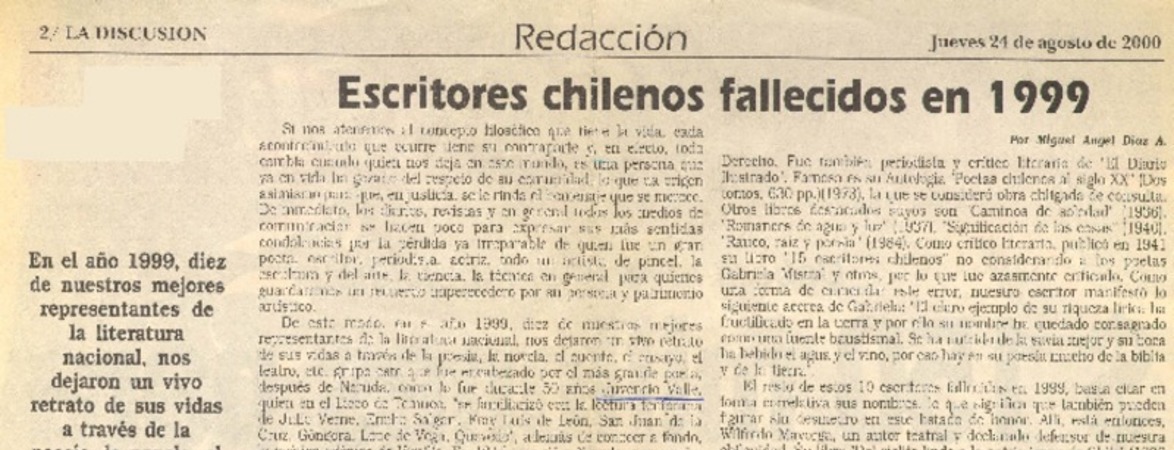 2/ LA DISCUSION
Redacción
Jueves 24 de agosto de 2000
Escritores chilenos fallecidos en 1999
Por Miguel Angel Díaz A.
En el año 1999, diez
de nuestros mejores
representantes de
la literatura
nacional, nos
dejaron un vivo
retrato de sus vidas
a través de la
Si nos atenemos al concepto filosófico que tiene la vida, cada
acontecimiento que ocurre tiene su contraparte y, en efecto, todo
cambia cuando quien nos deja en este mundo, es una persona que
ya en vida ha gozado del respeto de su comunidad, lo que da origen
asimismo para que, en justicia, se le rinda el homenaje que se merece.
De inmediato, los diarios, revistas y en general todos los medios de
comunicación se hacen poco para expresar sus más sentidas
condolencias por la pérdida ya irreparable de quien fue un gran
poeta, escritor, periodista, actriz, todo un artista de pincel, la
escultura y del arte, la ciencia, la técnica en general, para quienes
guardaremos un recuerdo imperecedero por su persona y patrimonio
artístico.
De este modo, en el año 1999, diez de nuestros mejores
representantes de la literatura nacional, nos dejaron un vivo retrato
de sus vidas a través de la poesía, la novela, el cuento, el ensayo, el
teatro, etc. grupo este que fue encabezado por el más grande poeta,
después de Neruda, como lo fue durante 50 años Juvencio Valle,
quien en el Liceo de Temuco, "se familiarizó con la lectura
de Julio Verne, Emilio Salgari, Fray Luis de León, San Juan de la
Cruz, Góngora, Lope de Vega, Quevedo", además de conocer a fondo,
Derecho. Fue también periodista y crítico literario de "El Diario
Ilustrado". Famosa es su Antología "Poetas chilenos al siglo XX" (Dos
tomos, 630 pp.)(1973), la que se consideró obra obligada de consulta.
Otros libros destacados suyos son "Caminos de soledad" (1936),
"Romances de agua y luz" (1937), "Significación de las cosas" (1940),
"Rauco, raíz y poesía" (1984). Como crítico literario, publicó en 1941
su libro "15 escritores chilenos" no considerando a los poetas
Gabriela Mistral y otros, por lo que fue ásamente criticado. Como
una forma de enmendar este error, nuestro escritor manifestó lo
siguiente acerca de Gabriela: "El claro ejemplo de su riqueza lírica ha
fructificado en la tierra y por ello su nombre ha quedado consagrado
como una fuente bautismal. Se ha nutrido de la savia mejor y su boca
ha bebido el agua y el vino, por eso hay en su poesía mucho de la biblia
y de la tierra".
El resto de estos 10 escritores fallecidos en 1999, basta citar en
forma correlativa sus nombres, lo que significa que también pueden
figurar sin desmedro en este listado de honor. Allí, está entonces,
Wilfredo Mayorga, un autor teatral y declarado defensor de nuestra